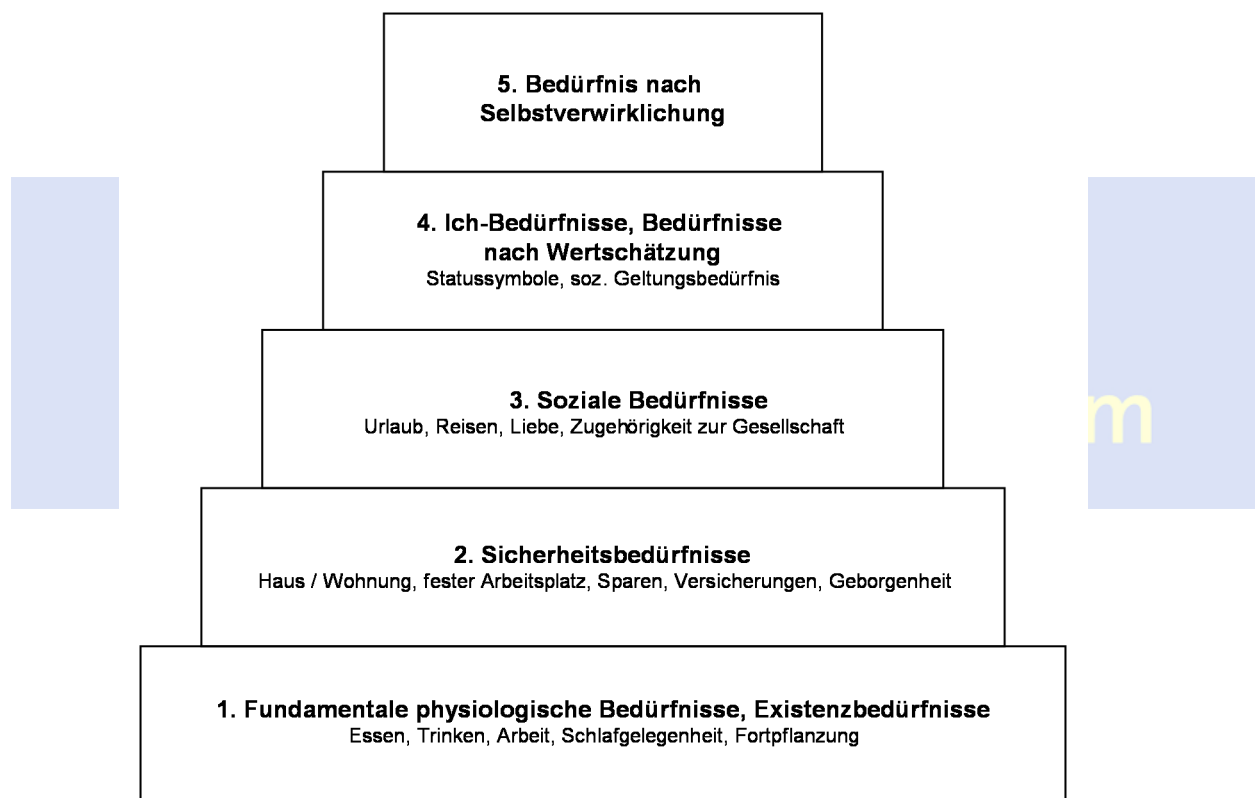 5. Bedürfnis nach
Selbstverwirklichung
4. Ich-Bedürfnisse, Bedürfnisse
nach Wertschätzung
Statussymbole, soz. Geltungsbedürfnis
3. Soziale Bedürfnisse
Urlaub, Reisen, Liebe, Zugehörigkeit zur Gesellschaft
m
2. Sicherheitsbedürfnisse
Haus / Wohnung, fester Arbeitsplatz, Sparen, Versicherungen, Geborgenheit
1. Fundamentale physiologische Bedürfnisse, Existenzbedürfnisse
Essen, Trinken, Arbeit, Schlafgelegenheit, Fortpflanzung